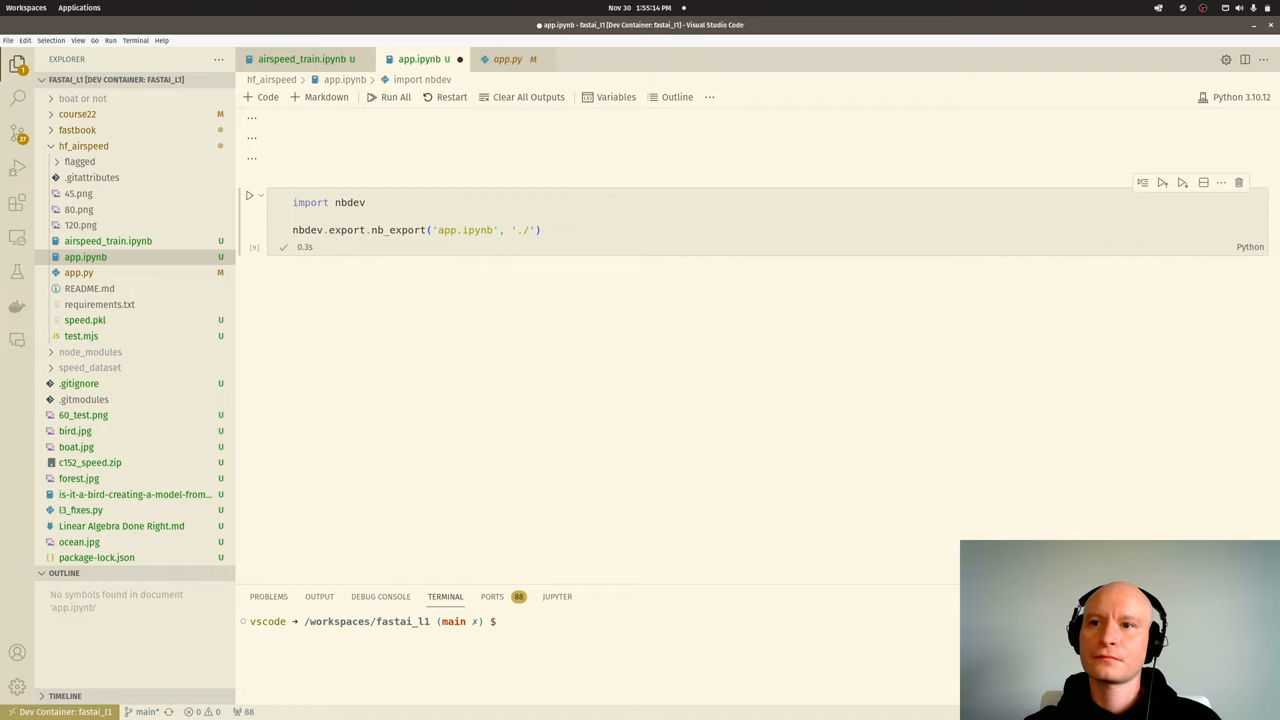 Workspaces Applications Nov 30 1:55:14 PM
app.ipynb - fastai_l1 [Dev Container: fastai_l1] - Visual Studio Code
File Edit Selection View Go Run Terminal Help
EXPLORER
airspeed_train.ipynb U
app.ipynb U
app.py M
FASTAI_L1 [DEV CONTAINER: FASTAI_L1]
hf_airspeed > app.ipynb > import nbdev
Code Markdown Run All Restart Clear All Outputs Variables Outline ... Python 3.10.12
boat or not
course22 M
fastbook
hf_airspeed
flagged
.gitattributes
45.png
80.png
120.png
airspeed_train.ipynb U
app.ipynb U
app.py M
README.md
requirements.txt
speed.pkl U
JS test.mjs U
node_modules
speed_dataset
.gitignore U
.gitmodules
60_test.png U
bird.jpg U
boat.jpg U
c152_speed.zip U
forest.jpg U
is-it-a-bird-creating-a-model-from... U
l3_fixes.py U
Linear Algebra Done Right.md U
ocean.jpg U
package-lock.json U
OUTLINE
No symbols found in document
'app.ipynb'
TIMELINE
...
...
...
import nbdev
nbdev.export.nb_export('app.ipynb', './')
[9] 0.3s Python
PROBLEMS OUTPUT DEBUG CONSOLE TERMINAL PORTS 88 JUPYTER
vscode ➜ /workspaces/fastai_l1 (main ✗) $
1
27
Dev Container: fastai_l1 main* 0 0 88